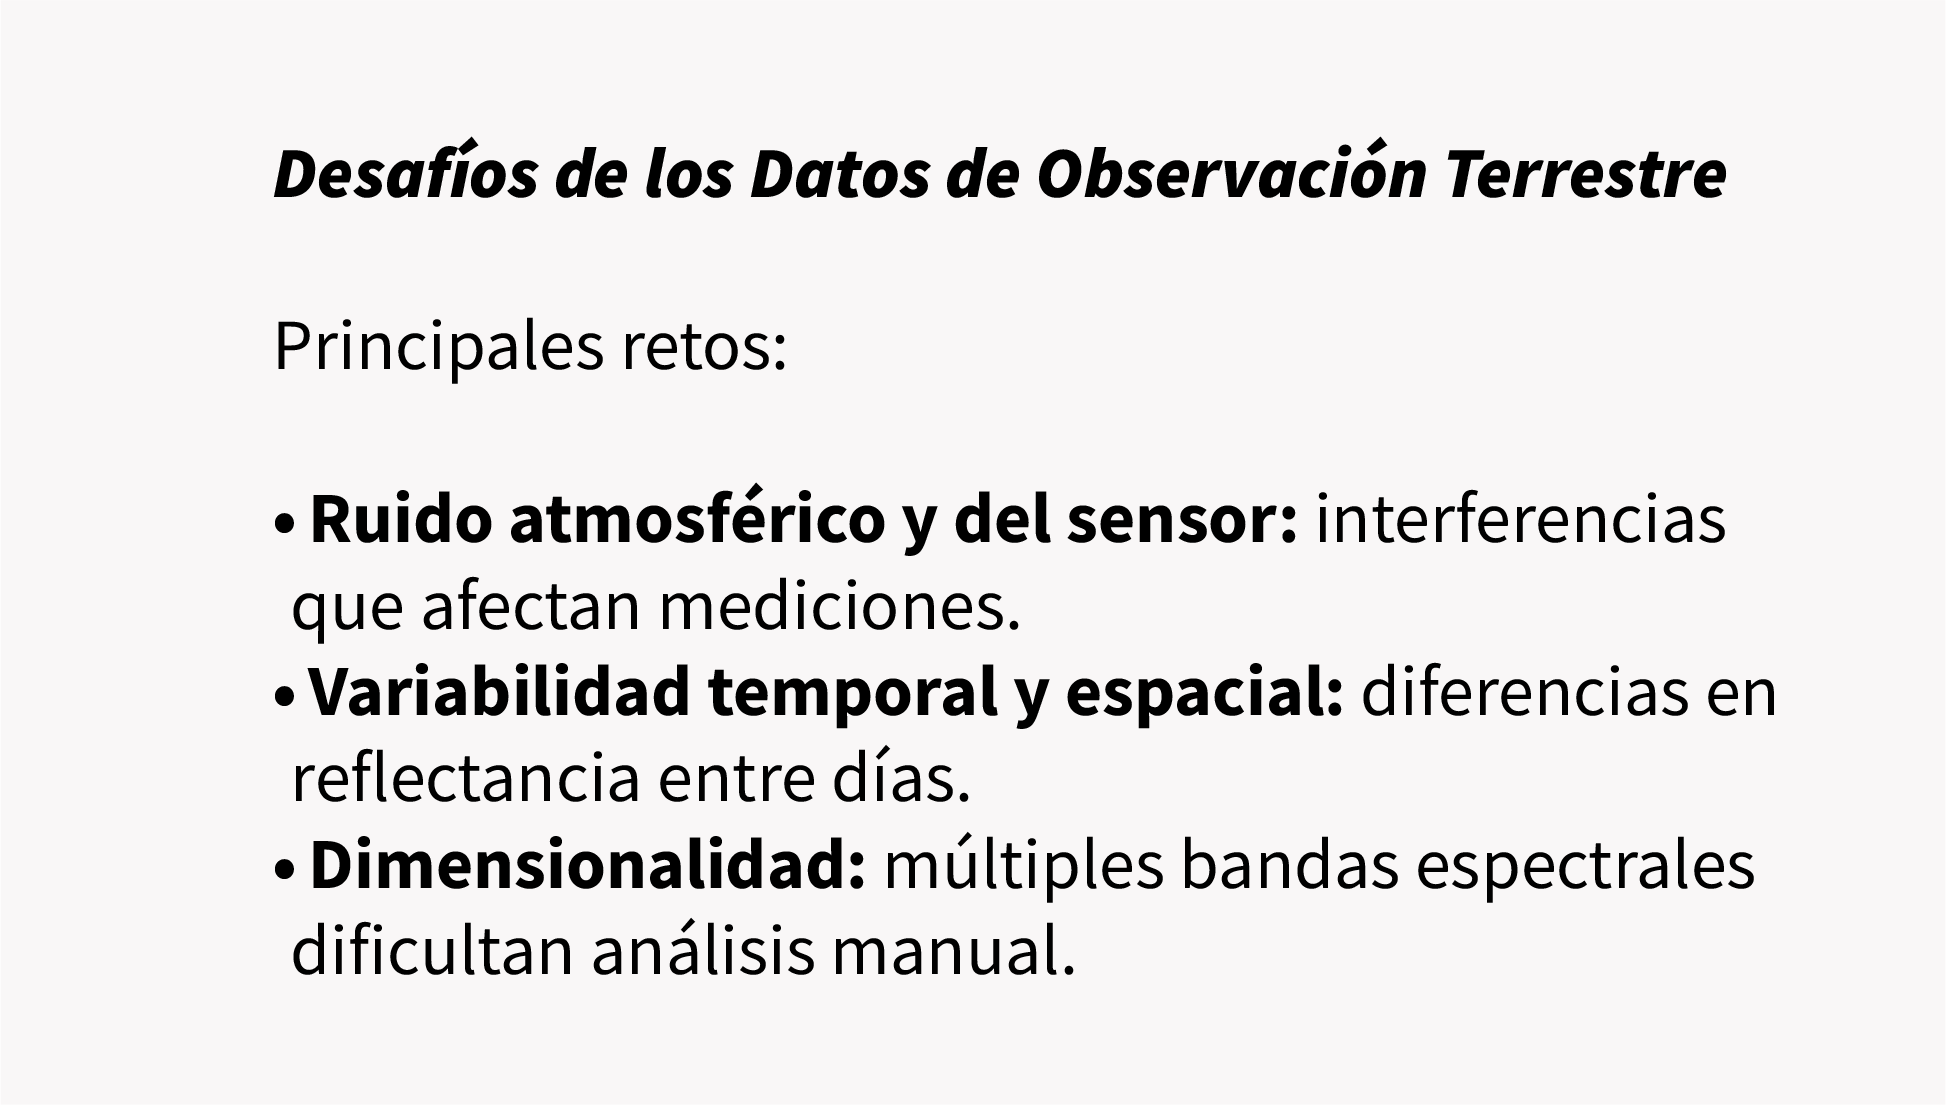 Desafíos de los Datos de Observación Terrestre
Principales retos:
• Ruido atmosférico y del sensor: interferencias
que afectan mediciones.
• Variabilidad temporal y espacial: diferencias en
reflectancia entre días.
• Dimensionalidad: múltiples bandas espectrales
dificultan análisis manual.